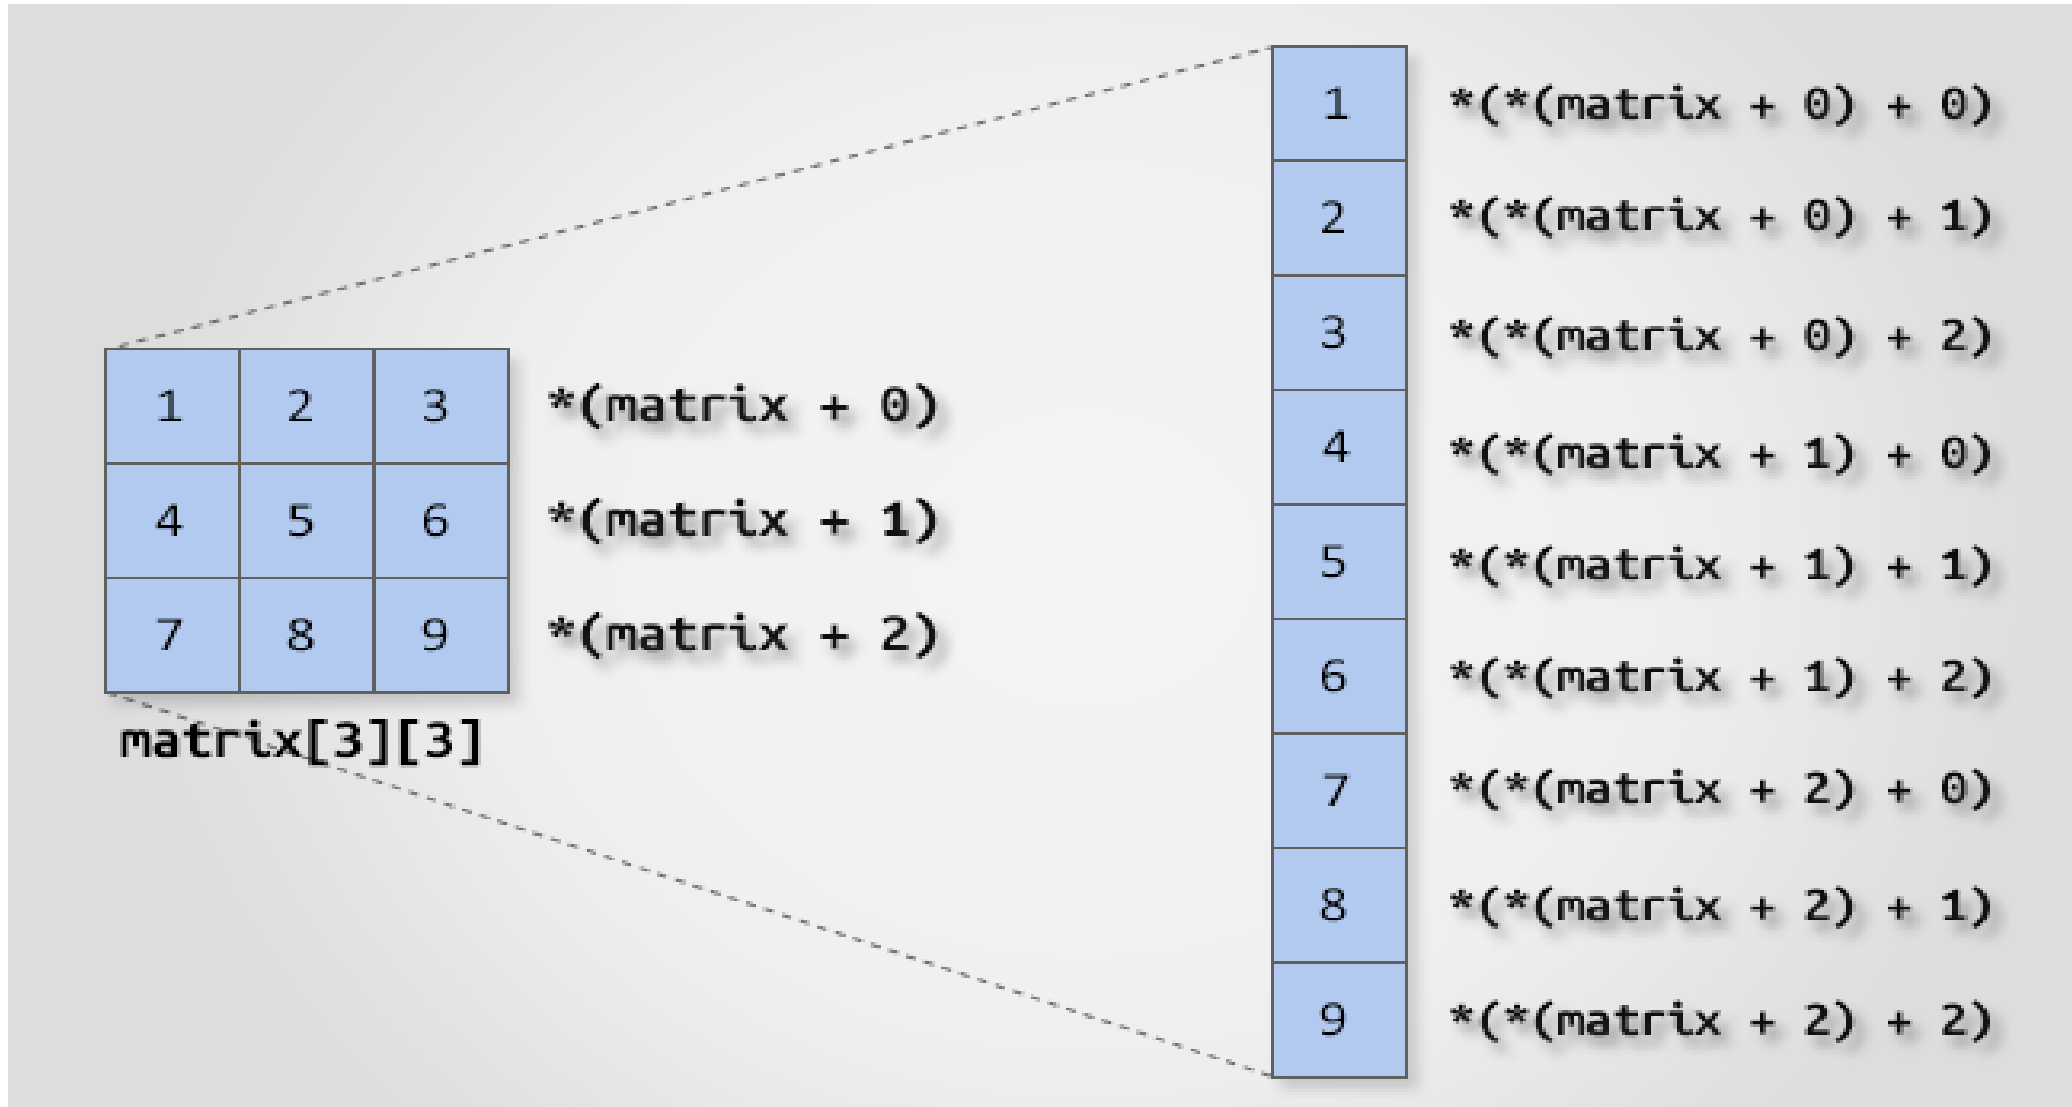 1 2 3 *(matrix + 0)
4 5 6 *(matrix + 1)
7 8 9 *(matrix + 2)
matrix[3][3]
1 *(*(matrix + 0) + 0)
2 *(*(matrix + 0) + 1)
3 *(*(matrix + 0) + 2)
4 *(*(matrix + 1) + 0)
5 *(*(matrix + 1) + 1)
6 *(*(matrix + 1) + 2)
7 *(*(matrix + 2) + 0)
8 *(*(matrix + 2) + 1)
9 *(*(matrix + 2) + 2)